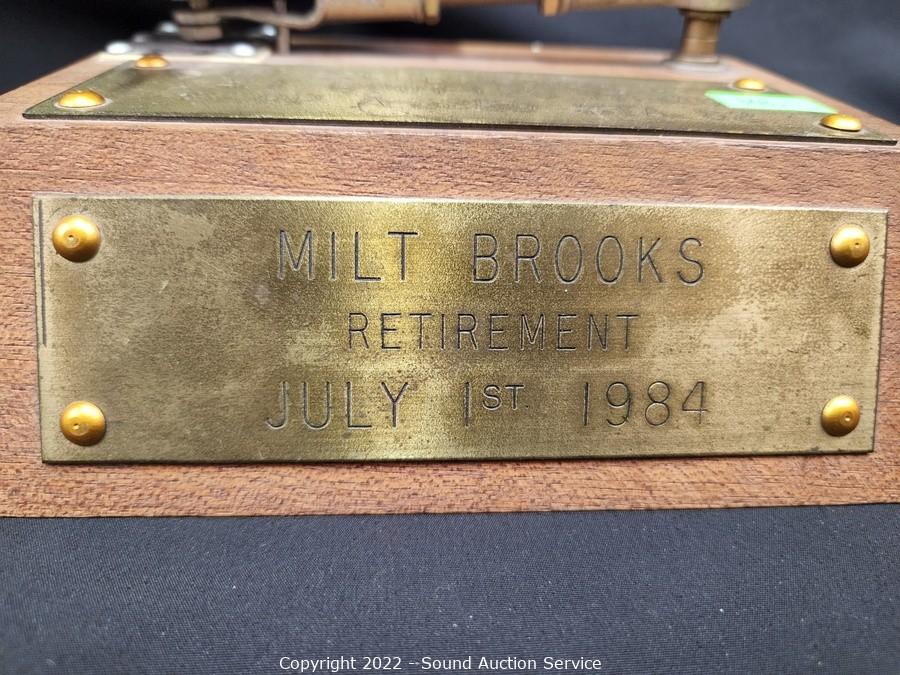 MILT BROOKS
RETIREMENT
JULY 1ST. 1984
Copyright 2022 -- Sound Auction Service